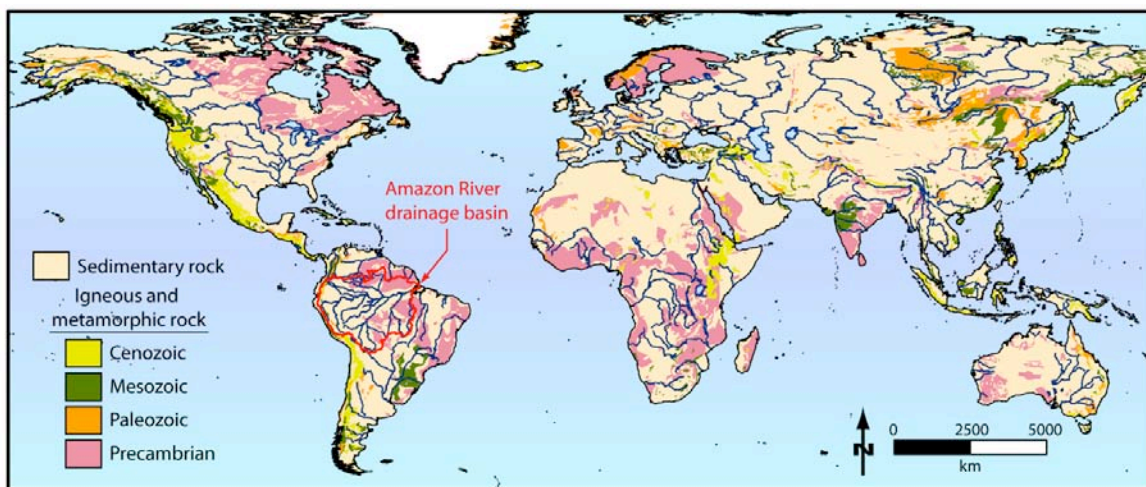 Amazon River
drainage basin
Sedimentary rock
Igneous and
metamorphic rock
Cenozoic
Mesozoic
Paleozoic
Precambrian
N
0 2500 5000
km